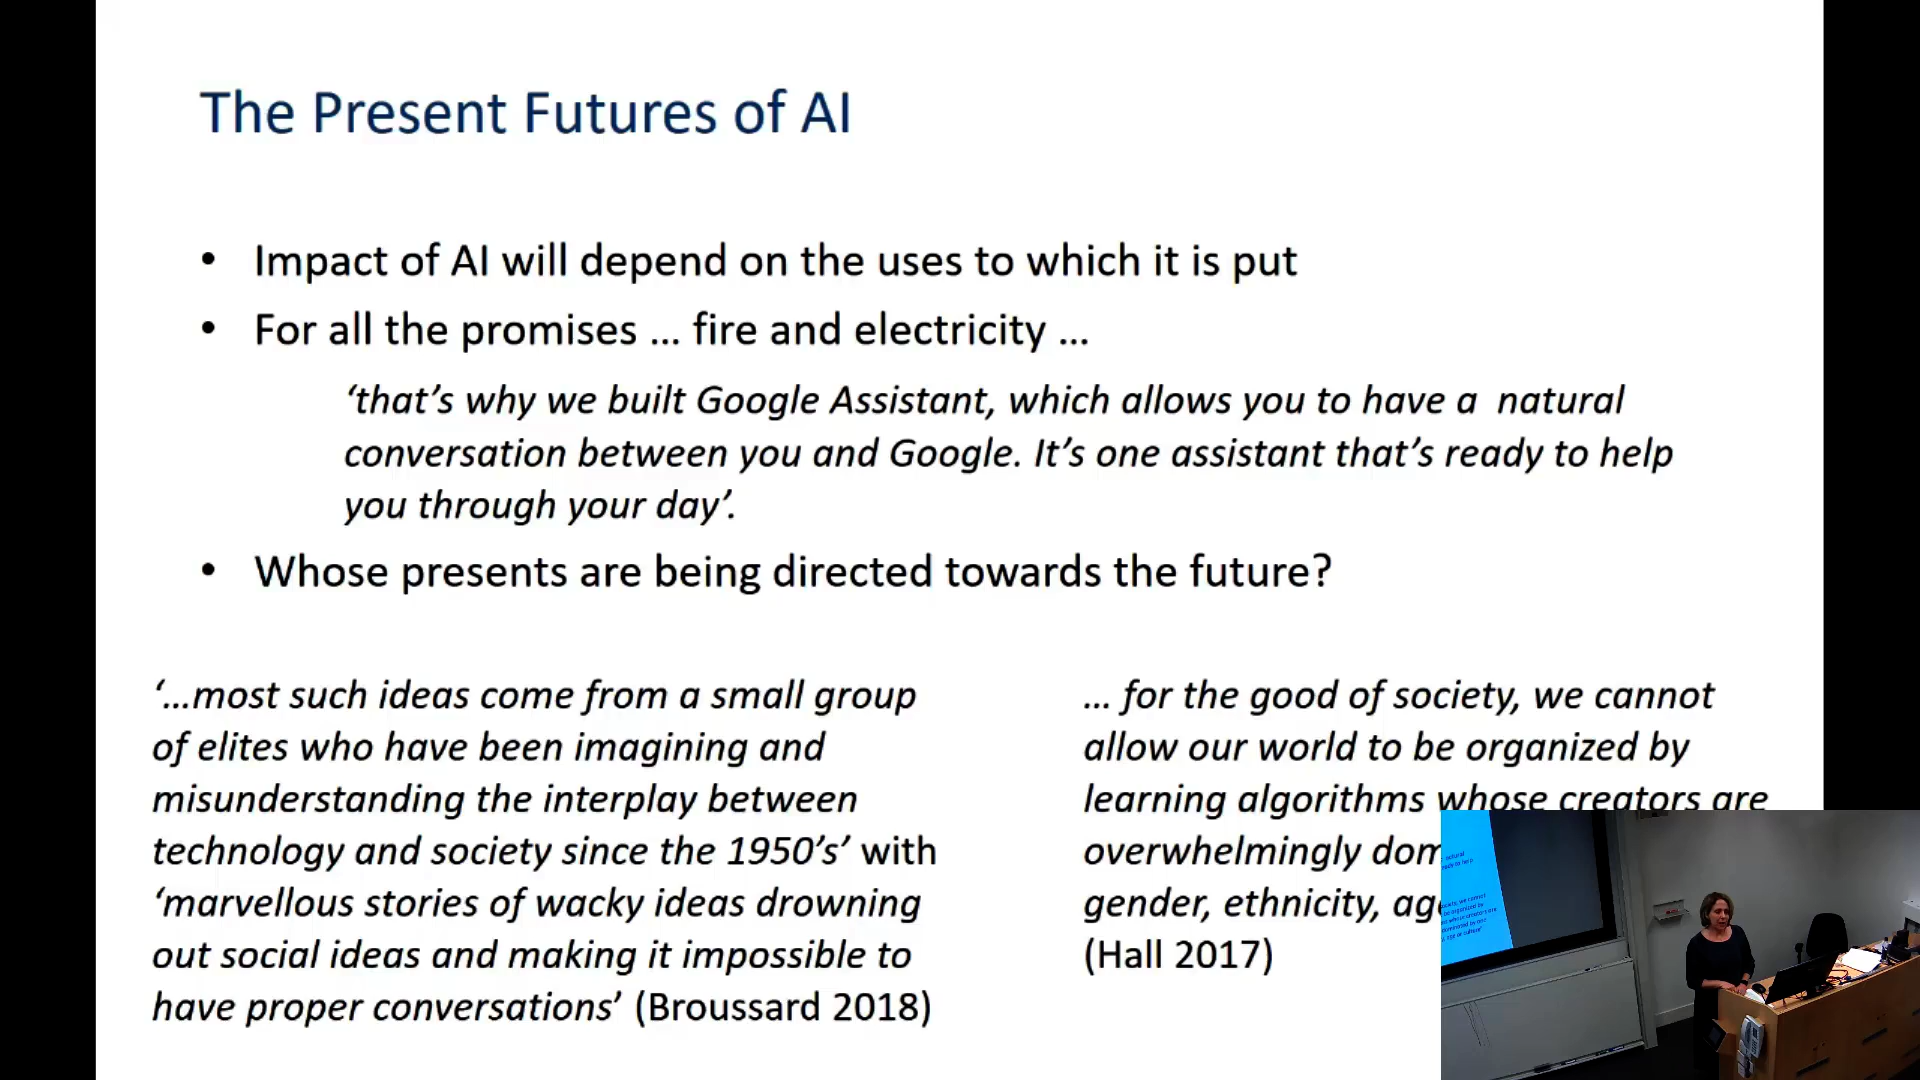 The Present Futures of AI
• Impact of AI will depend on the uses to which it is put
• For all the promises … fire and electricity …
‘that’s why we built Google Assistant, which allows you to have a natural
conversation between you and Google. It’s one assistant that’s ready to help
you through your day’.
• Whose presents are being directed towards the future?
‘…most such ideas come from a small group
of elites who have been imagining and
misunderstanding the interplay between
technology and society since the 1950’s’ with
‘marvellous stories of wacky ideas drowning
out social ideas and making it impossible to
have proper conversations’ (Broussard 2018)
… for the good of society, we cannot
allow our world to be organized by
learning algorithms whose creators are
overwhelmingly dom
gender, ethnicity, ag
(Hall 2017)